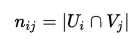 n_{ij} = |U_i ∩ V_j|